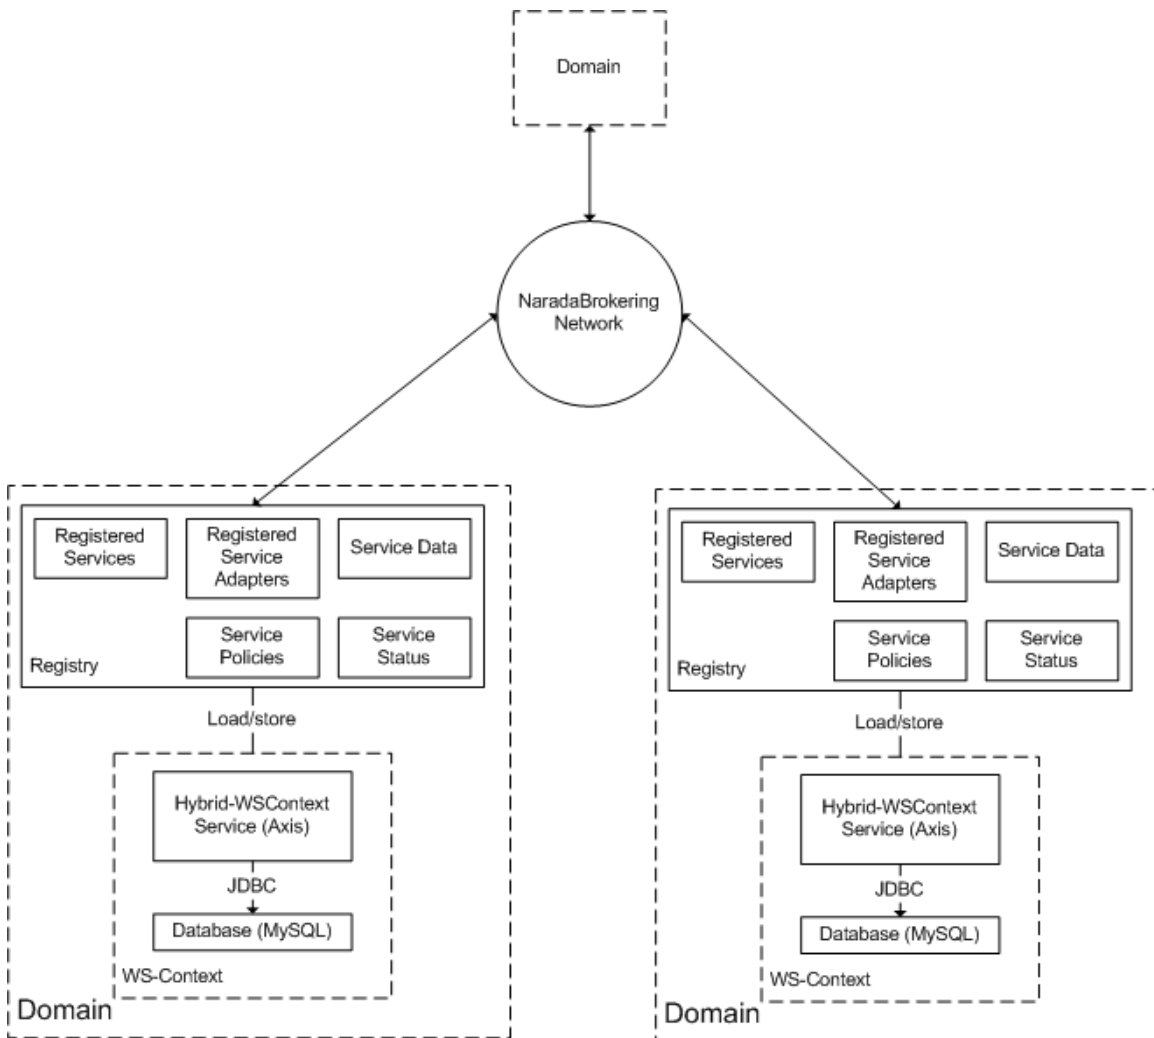 Domain
NaradaBrokering
Network
Registered
Services
Registered
Service
Adapters
Service Data
Service
Policies
Service
Status
Registry
Load/store
Hybrid-WSContext
Service (Axis)
JDBC
Database (MySQL)
WS-Context
Domain
Registered
Services
Registered
Service
Adapters
Service Data
Service
Policies
Service
Status
Registry
Load/store
Hybrid-WSContext
Service (Axis)
JDBC
Database (MySQL)
WS-Context
Domain